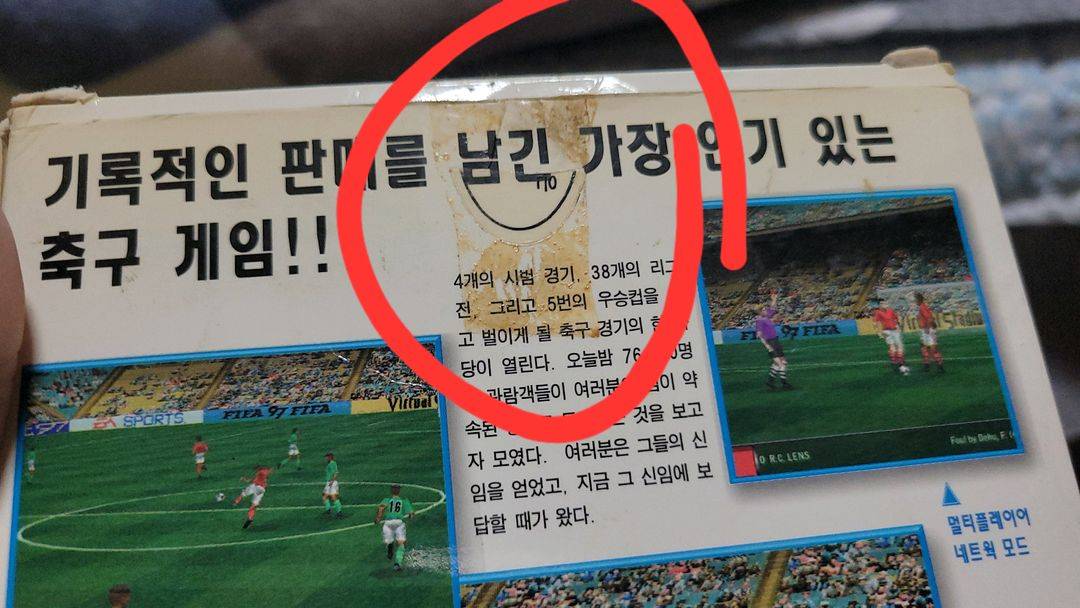 기록적인 판매를 남긴 가장 인기 있는
축구 게임!!
4개의 시범 경기, 38개의 리그
전, 그리고 5번의 우승컵을
고 벌이게 될 축구 경기의
당이 열린다. 오늘밤
관람객들이
약
속된
것을 보고
자 모였다. 여러분은 그들의 신
임을 얻었고, 지금 그 신임에 보
답할 때가 왔다.
97 FIFA
R.C. LENS
Foul by Dehu, F.
멀티플레이어
네트웍 모드
EA SPORTS
FIFA 97 FIFA
Virtual
16